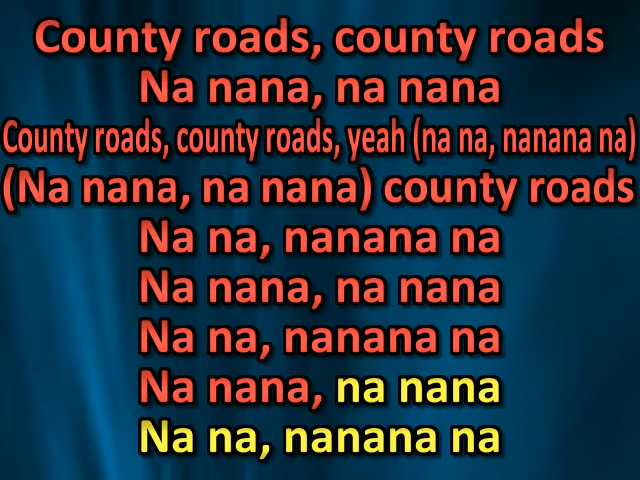 County roads, county roads
Na nana, na nana
County roads, county roads, yeah (na na, nanana na)
(Na nana, na nana) county roads
Na na, nanana na
Na nana, na nana
Na na, nanana na
Na nana, na nana
Na na, nanana na